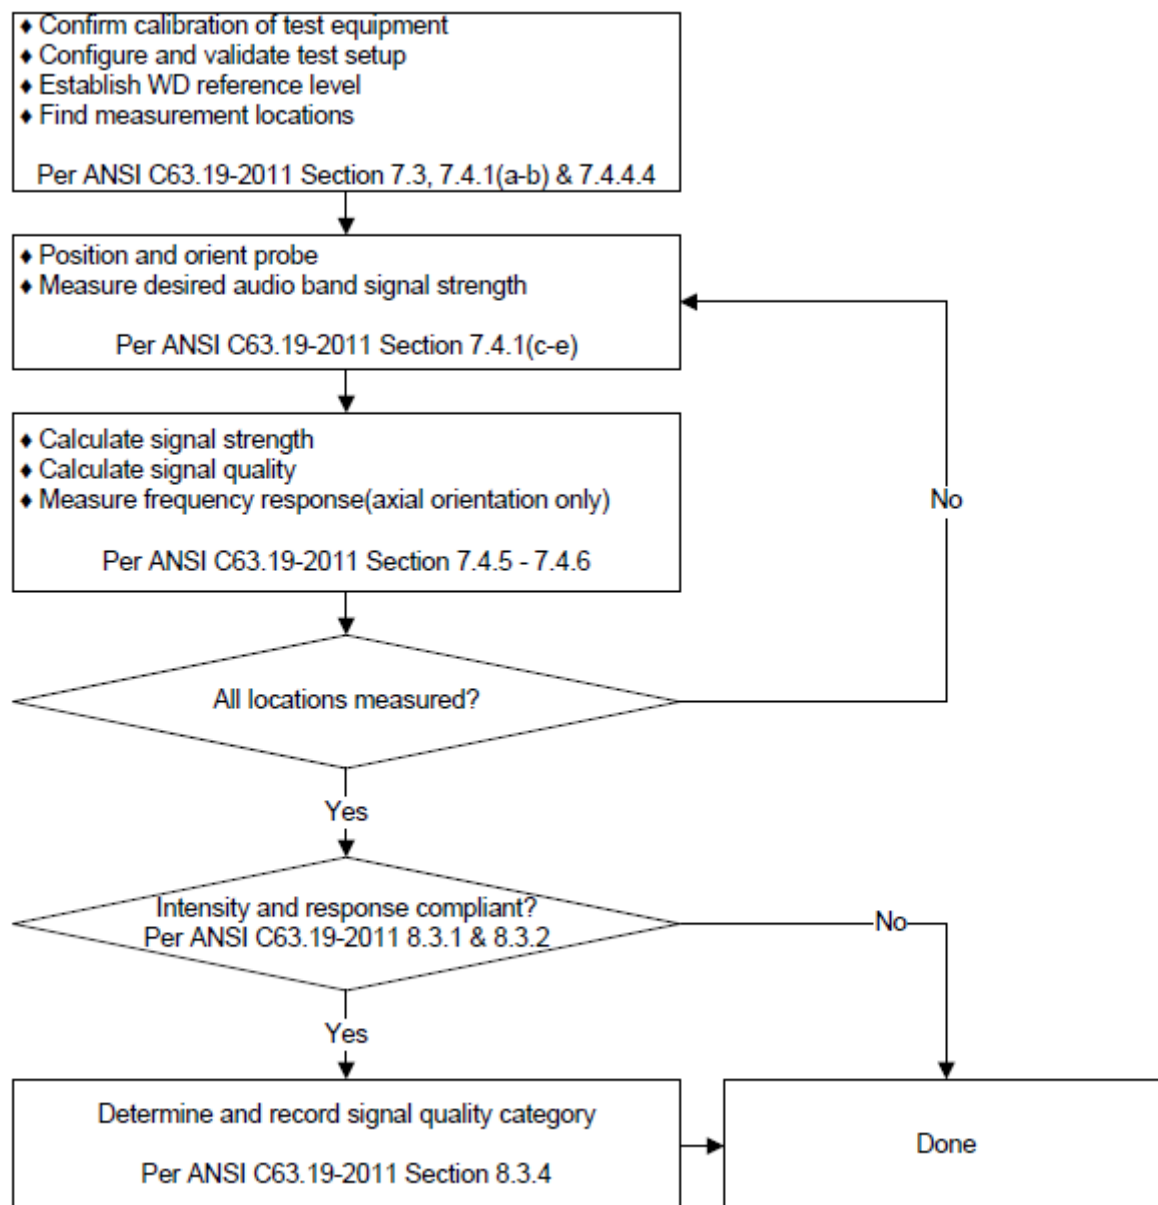 ♦ Confirm calibration of test equipment
♦ Configure and validate test setup
♦ Establish WD reference level
♦ Find measurement locations
Per ANSI C63.19-2011 Section 7.3, 7.4.1(a-b) & 7.4.4.4
♦ Position and orient probe
♦ Measure desired audio band signal strength
Per ANSI C63.19-2011 Section 7.4.1(c-e)
♦ Calculate signal strength
♦ Calculate signal quality
♦ Measure frequency response(axial orientation only)
Per ANSI C63.19-2011 Section 7.4.5 - 7.4.6
No
All locations measured?
Yes
Intensity and response compliant?
Per ANSI C63.19-2011 8.3.1 & 8.3.2
No
Yes
Determine and record signal quality category
Per ANSI C63.19-2011 Section 8.3.4
Done